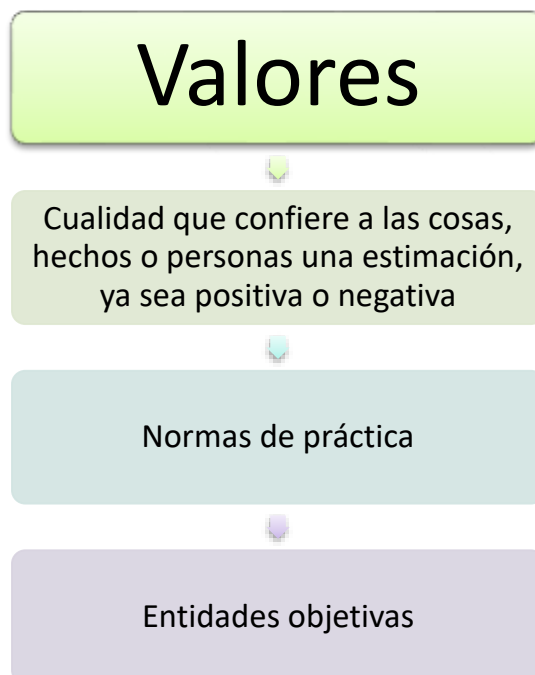 Valores
Cualidad que confiere a las cosas,
hechos o personas una estimación,
ya sea positiva o negativa
Normas de práctica
Entidades objetivas